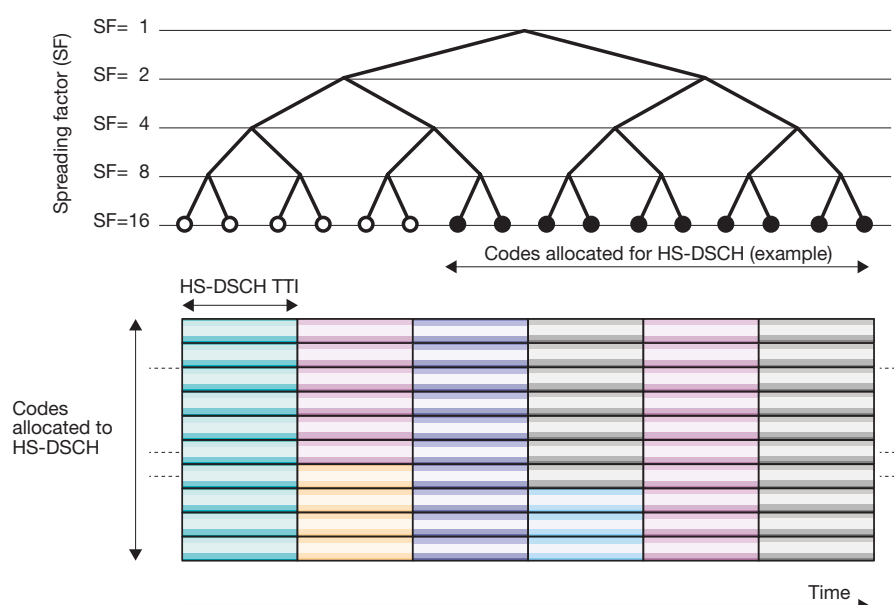 Spreading factor (SF)
SF= 1
SF= 2
SF= 4
SF= 8
SF=16
Codes allocated for HS-DSCH (example)
HS-DSCH TTI
Codes
allocated to
HS-DSCH
Time